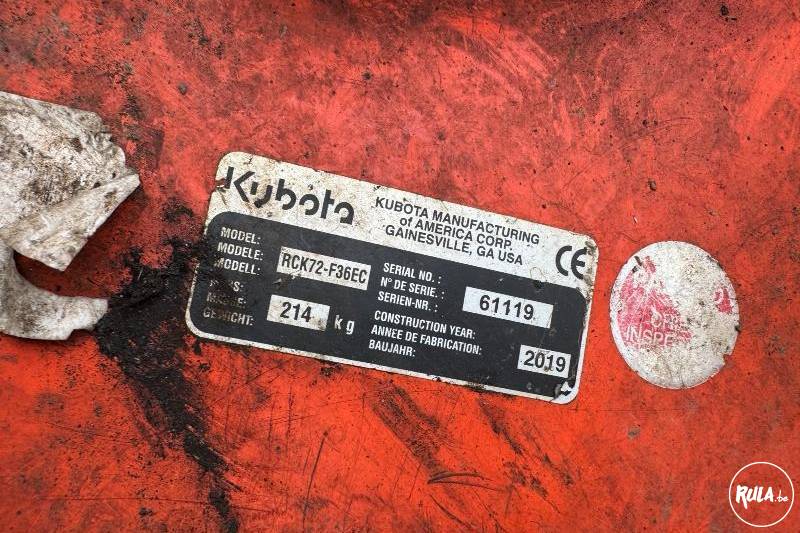 Kubota
KUBOTA MANUFACTURING
of AMERICA CORP.
GAINESVILLE, GA USA
CE
MODEL:
MODELE:
MODELL:
RCK72-F36EC
MASSE:
GEWICHT:
214 kg
SERIAL NO. :
N° DE SERIE. :
SERIEN-NR. :
61119
CONSTRUCTION YEAR:
ANNEE DE FABRICATION:
BAUJAHR:
2019
RULA.be